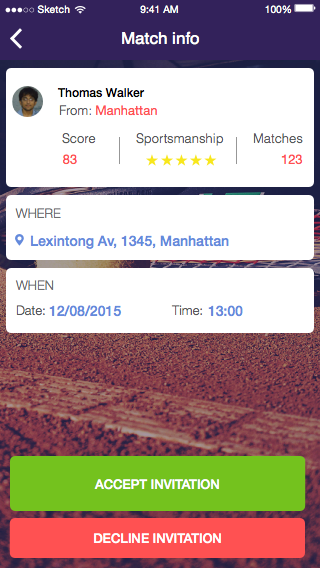 Sketch 9:41 AM 100%
Match info
Thomas Walker
From: Manhattan
Score Sportsmanship Matches
83 123
WHERE
Lexintong Av, 1345, Manhattan
WHEN
Date: 12/08/2015 Time: 13:00
ACCEPT INVITATION
DECLINE INVITATION